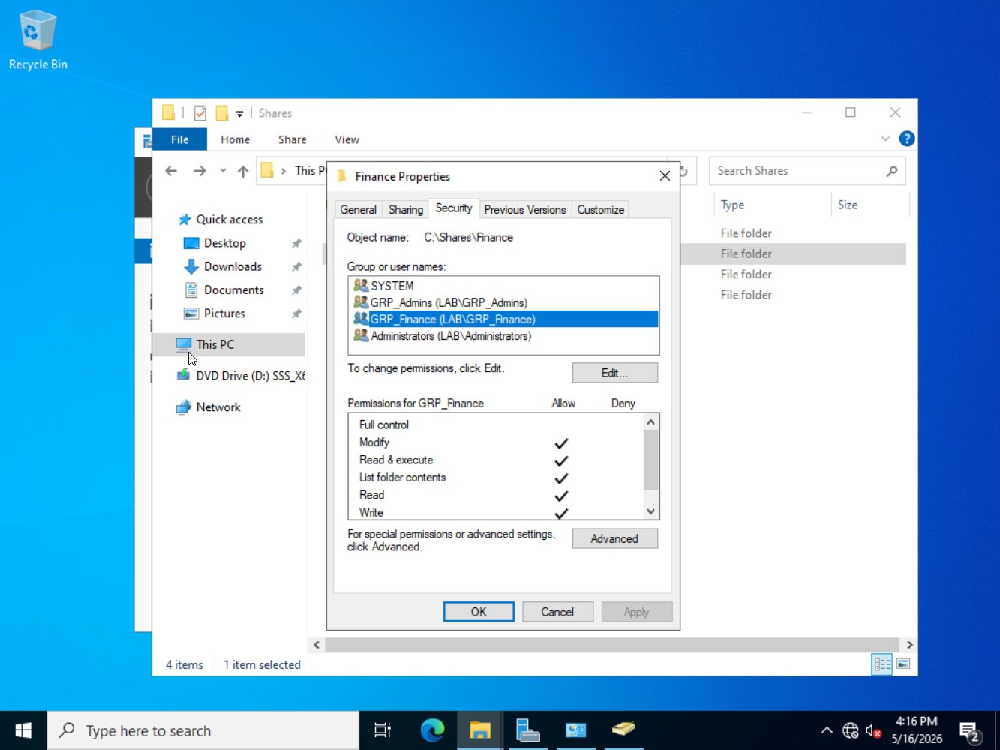 Recycle Bin
Shares
File Home Share View
This P
Search Shares
Finance Properties
General Sharing Security Previous Versions Customize
Object name: C:\Shares\Finance
Group or user names:
SYSTEM
GRP_Admins (LAB\GRP_Admins)
GRP_Finance (LAB\GRP_Finance)
Administrators (LAB\Administrators)
To change permissions, click Edit.
Edit...
Permissions for GRP_Finance Allow Deny
Full control
Modify
Read & execute
List folder contents
Read
Write
For special permissions or advanced settings,
click Advanced.
Advanced
OK Cancel Apply
Quick access
Desktop
Downloads
Documents
Pictures
This PC
DVD Drive (D:) SSS_X6
Network
Type Size
File folder
File folder
File folder
File folder
4 items 1 item selected
Type here to search
4:16 PM
5/16/2026
2